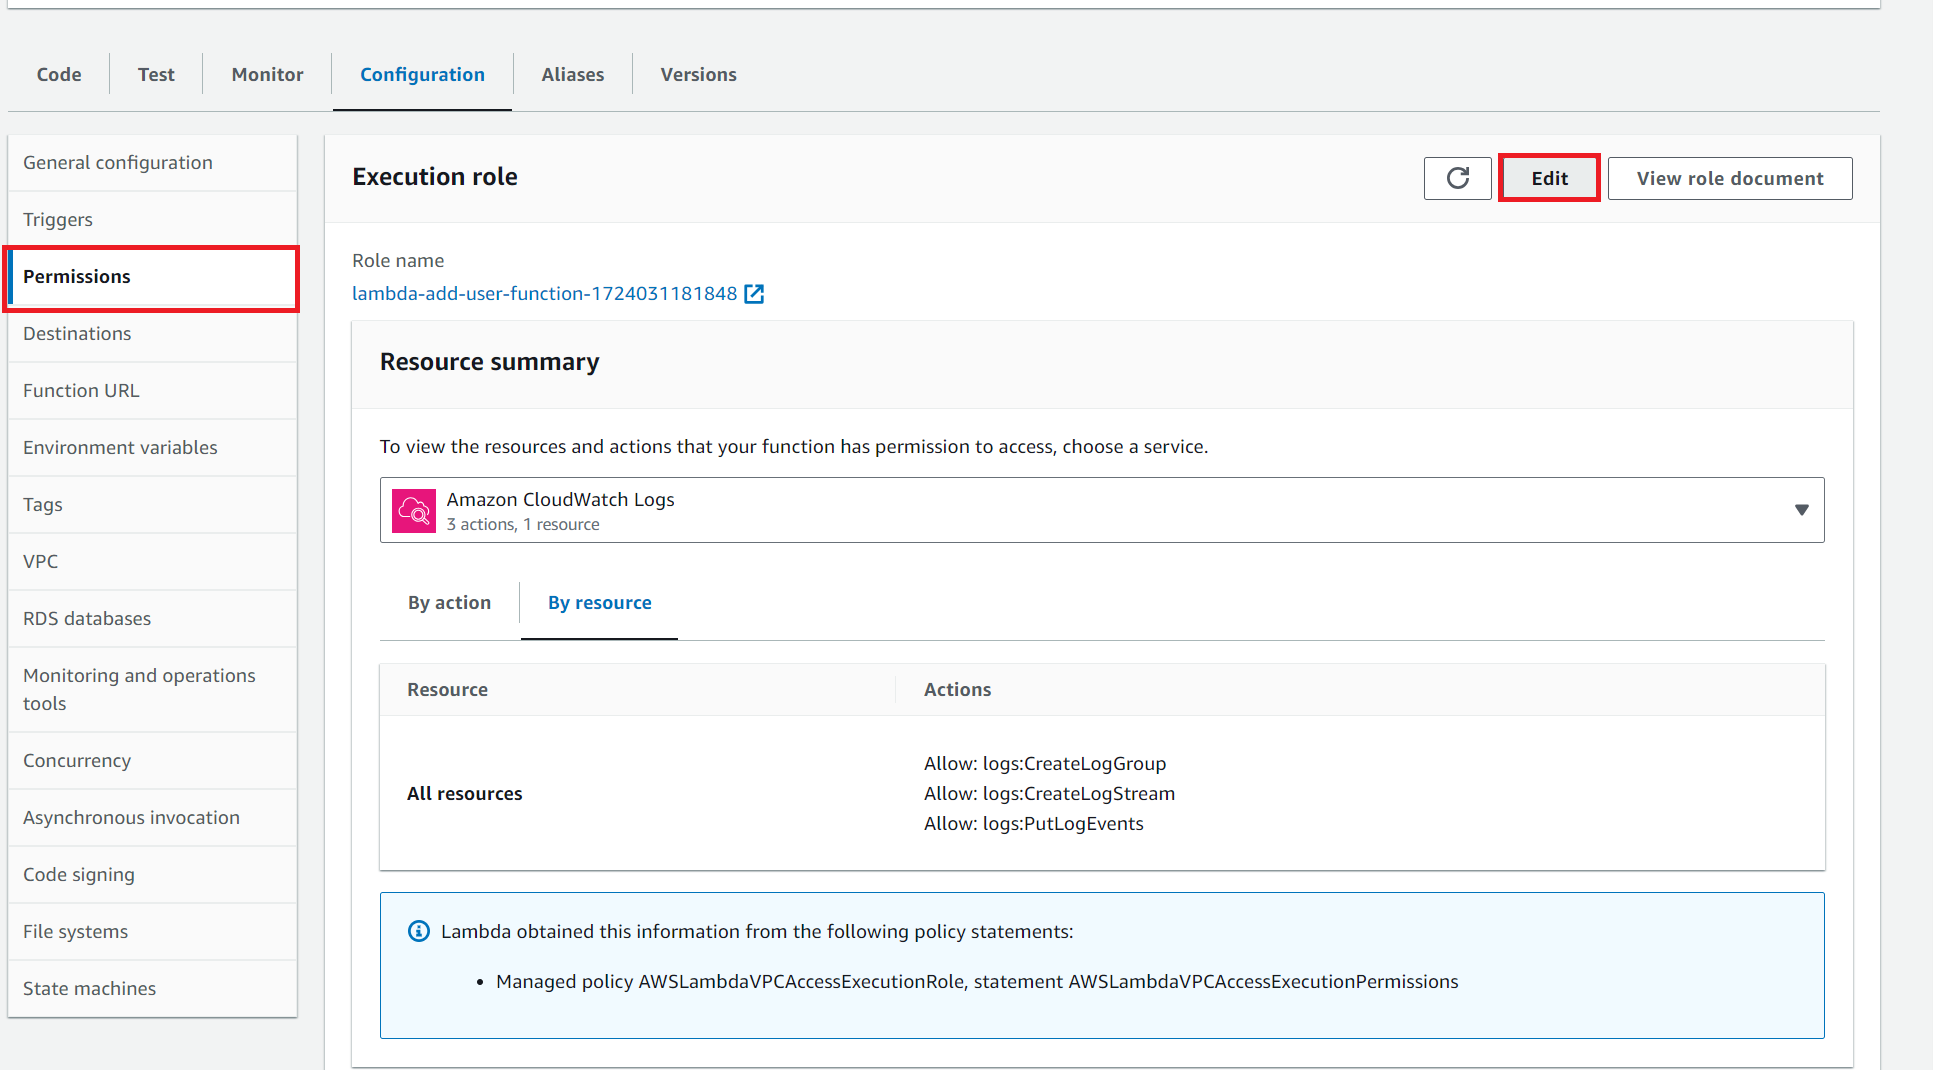 Code
Test
Monitor
Configuration
Aliases
Versions
General configuration
Triggers
Permissions
Destinations
Function URL
Environment variables
Tags
VPC
RDS databases
Monitoring and operations
tools
Concurrency
Asynchronous invocation
Code signing
File systems
State machines
Execution role
Edit
View role document
Role name
lambda-add-user-function-1724031181848
Resource summary
To view the resources and actions that your function has permission to access, choose a service.
Amazon CloudWatch Logs
3 actions, 1 resource
By action
By resource
Resource
Actions
All resources
Allow: logs:CreateLogGroup
Allow: logs:CreateLogStream
Allow: logs:PutLogEvents
Lambda obtained this information from the following policy statements:
• Managed policy AWSLambdaVPCAccessExecutionRole, statement AWSLambdaVPCAccessExecutionPermissions